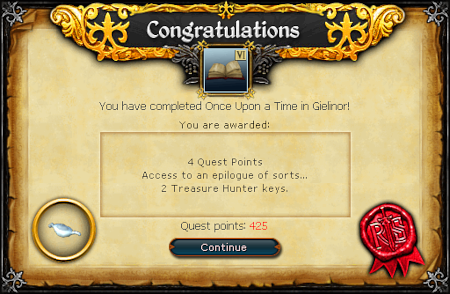 Congratulations
VI
You have completed Once Upon a Time in Gielinor!
You are awarded:
4 Quest Points
Access to an epilogue of sorts...
2 Treasure Hunter keys.
Quest points: 425
Continue
RS